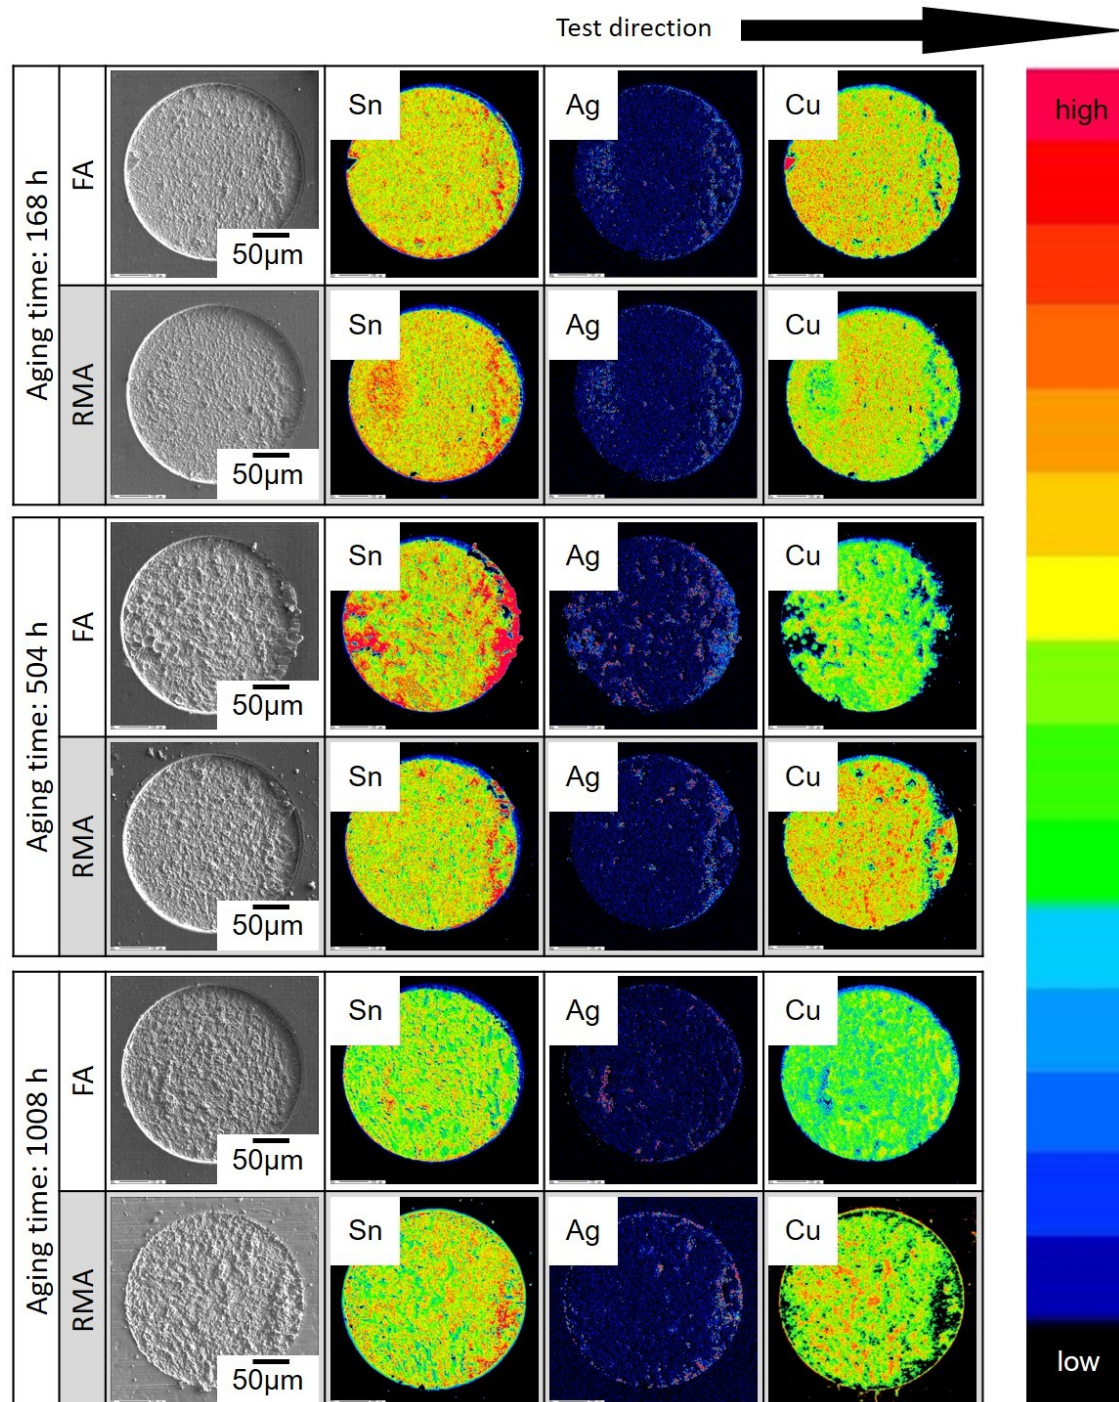 Test direction
high
Aging time: 168 h
FA
Sn
Ag
Cu
50µm
RMA
Sn
Ag
Cu
50µm
Aging time: 504 h
FA
Sn
Ag
Cu
50µm
RMA
Sn
Ag
Cu
50µm
Aging time: 1008 h
FA
Sn
Ag
Cu
50µm
RMA
Sn
Ag
Cu
50µm
low